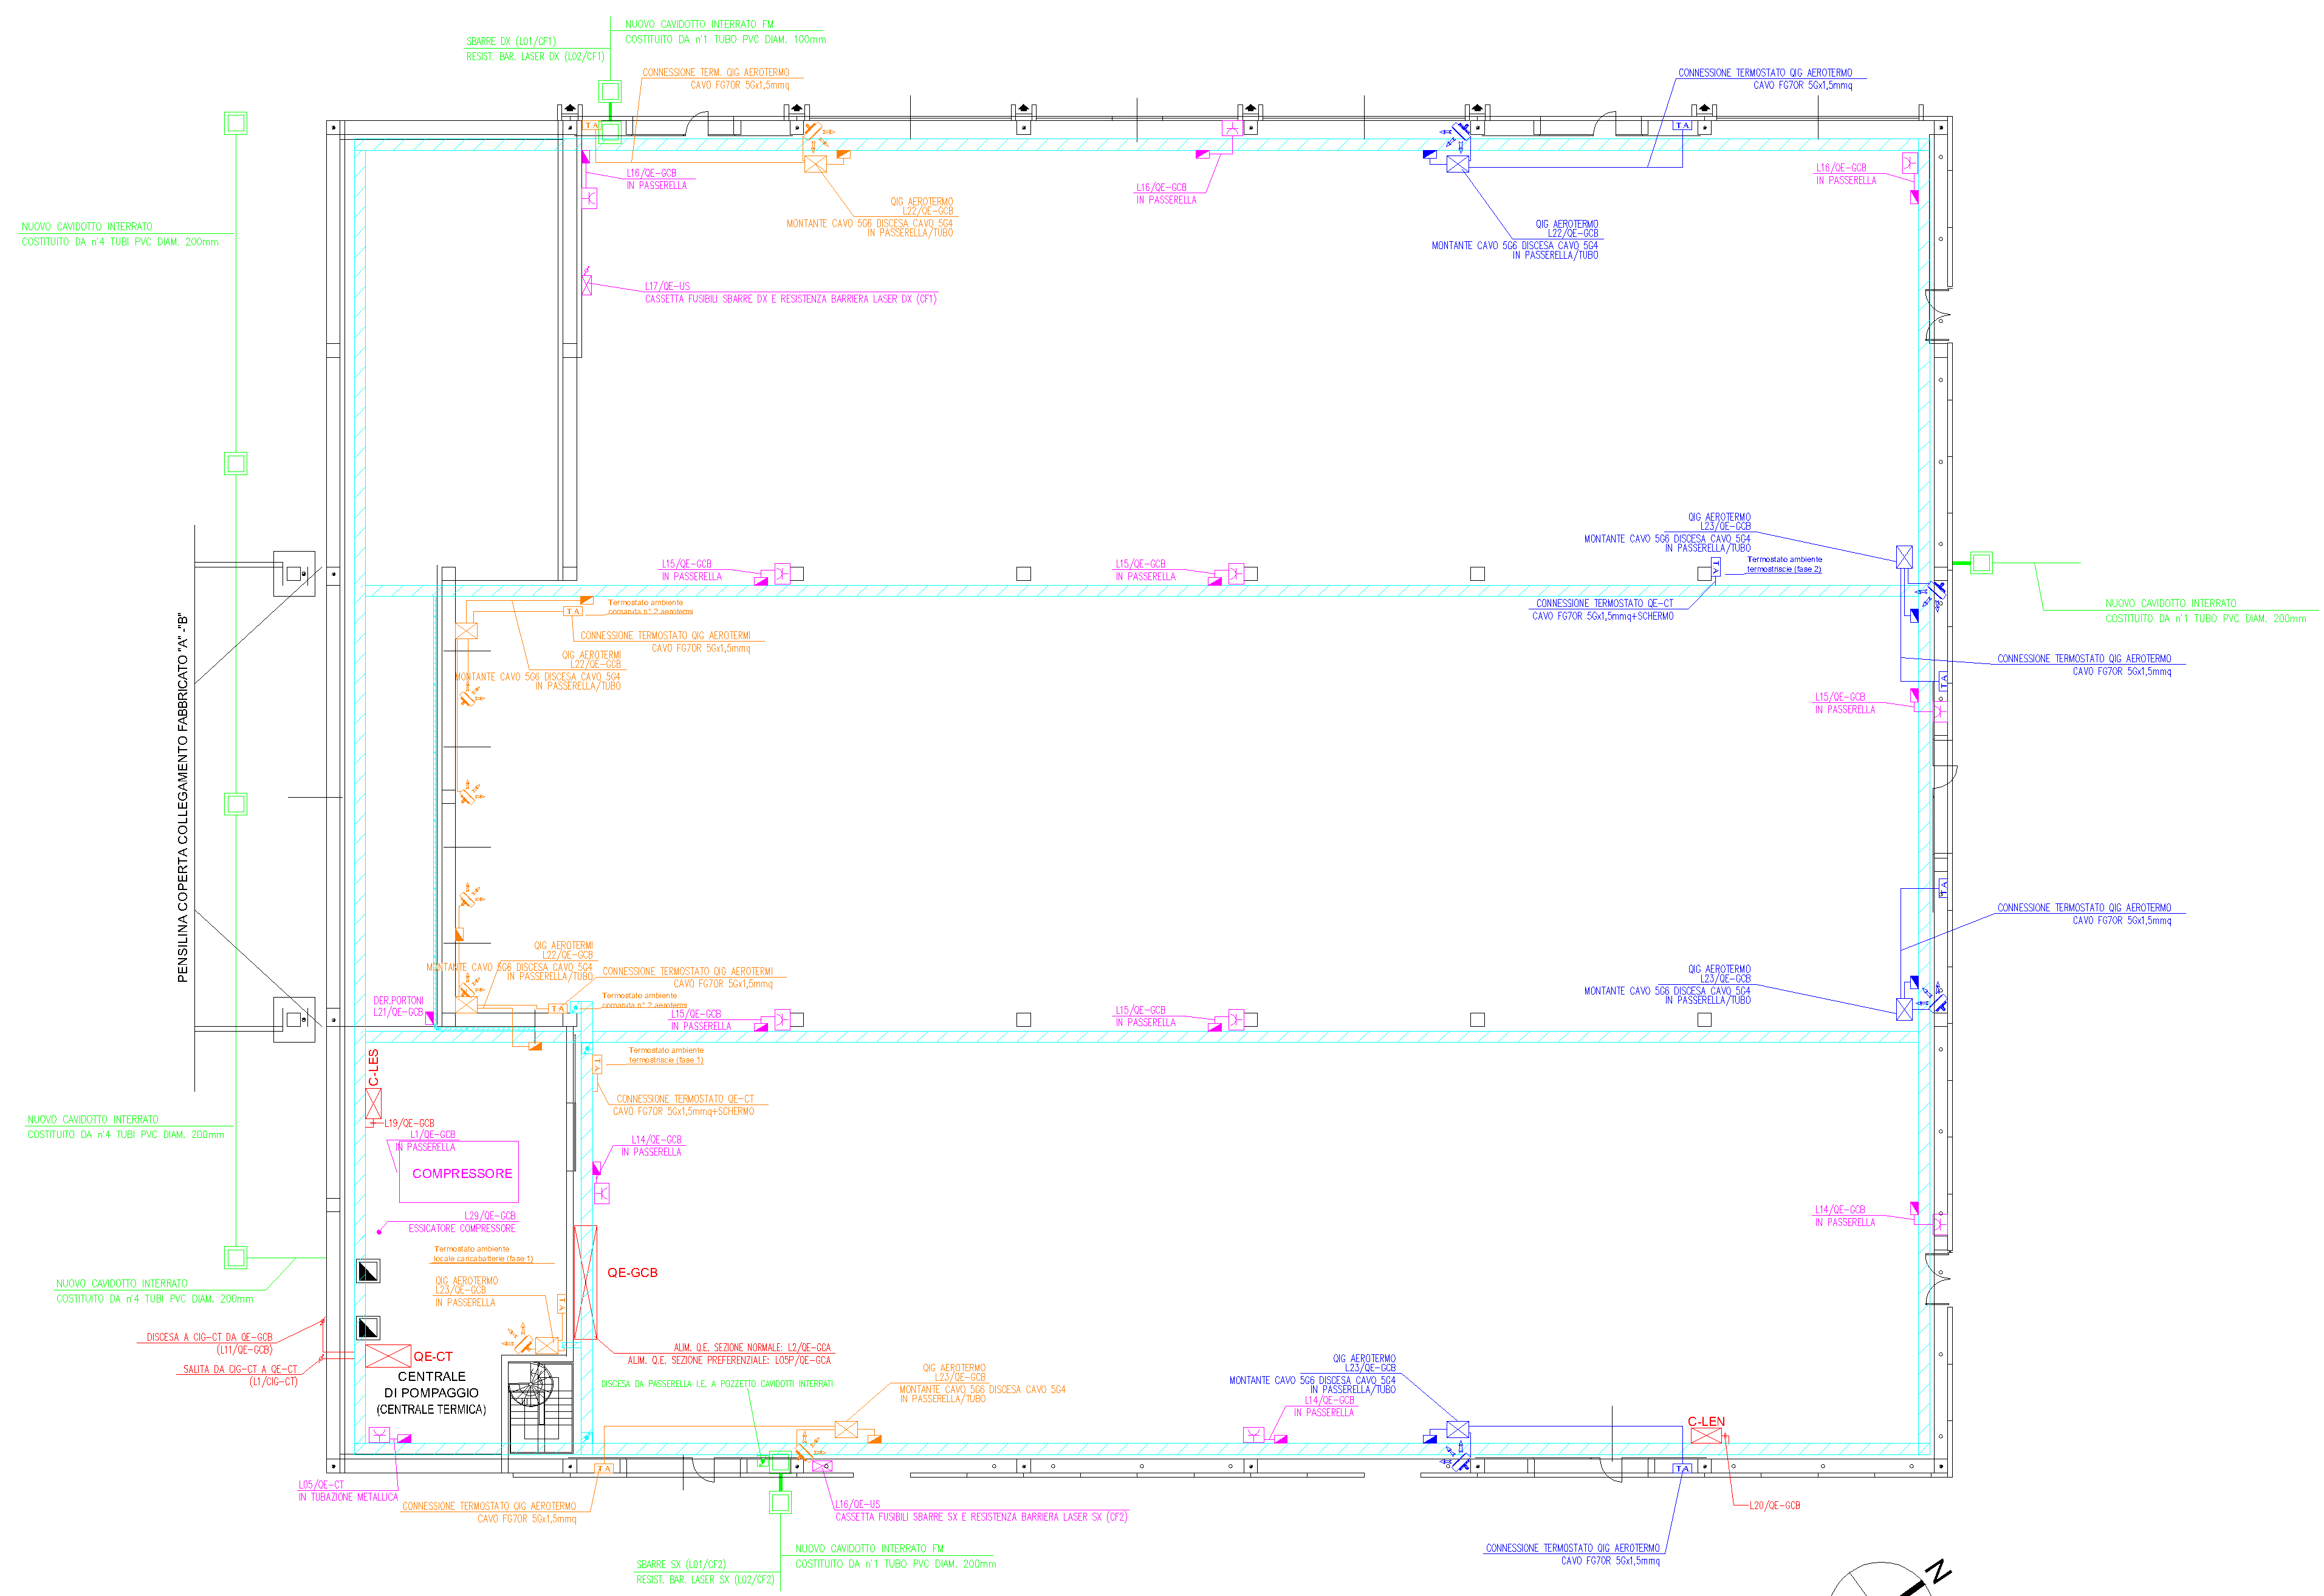 NUOVO CAVIDOTTO INTERRATO FM
COSTITUITO DA n°1 TUBO PVC DIAM. 100mm
SBARRE DX (L01/CF1)
RESIST. BAR. LASER DX (L02/CF1)
CONNESSIONE TERM. QIG AEROTERMO
CAVO FG7OR 5Gx1,5mmq
CONNESSIONE TERMOSTATO QIG AEROTERMO
CAVO FG7OR 5Gx1,5mmq
T A
T A
L16/QE-GCB
IN PASSERELLA
L16/QE-GCB
IN PASSERELLA
L16/QE-GCB
IN PASSERELLA
QIG AEROTERMO
L22/QE-GCB
MONTANTE CAVO 5G6 DISCESA CAVO 5G4
IN PASSERELLA/TUBO
QIG AEROTERMO
L22/QE-GCB
MONTANTE CAVO 5G6 DISCESA CAVO 5G4
IN PASSERELLA/TUBO
NUOVO CAVIDOTTO INTERRATO
COSTITUITO DA n°4 TUBI PVC DIAM. 200mm
L17/QE-US
CASSETTA FUSIBILI SBARRE DX E RESISTENZA BARRIERA LASER DX (CF1)
QIG AEROTERMO
L23/QE-GCB
MONTANTE CAVO 5G6 DISCESA CAVO 5G4
IN PASSERELLA/TUBO
Termostato ambiente
termostriscie (fase 2)
T A
L15/QE-GCB
IN PASSERELLA
L15/QE-GCB
IN PASSERELLA
CONNESSIONE TERMOSTATO QE-CT
CAVO FG7OR 5Gx1,5mmq+SCHERMO
NUOVO CAVIDOTTO INTERRATO
COSTITUITO DA n°1 TUBO PVC DIAM. 200mm
T A
Termostato ambiente
comanda n° 2 aerotermi
CONNESSIONE TERMOSTATO QIG AEROTERMI
CAVO FG7OR 5Gx1,5mmq
QIG AEROTERMI
L22/QE-GCB
MONTANTE CAVO 5G6 DISCESA CAVO 5G4
IN PASSERELLA/TUBO
CONNESSIONE TERMOSTATO QIG AEROTERMO
CAVO FG7OR 5Gx1,5mmq
T A
L15/QE-GCB
IN PASSERELLA
PENSILINA COPERTA COLLEGAMENTO FABBRICATO "A" -"B"
T A
CONNESSIONE TERMOSTATO QIG AEROTERMO
CAVO FG7OR 5Gx1,5mmq
QIG AEROTERMI
L22/QE-GCB
MONTANTE CAVO 5G6 DISCESA CAVO 5G4
IN PASSERELLA/TUBO
CONNESSIONE TERMOSTATO QIG AEROTERMI
CAVO FG7OR 5Gx1,5mmq
QIG AEROTERMO
L23/QE-GCB
MONTANTE CAVO 5G6 DISCESA CAVO 5G4
IN PASSERELLA/TUBO
Termostato ambiente
comanda n° 2 aerotermi
T A
DER.PORTONI
L21/QE-GCB
L15/QE-GCB
IN PASSERELLA
L15/QE-GCB
IN PASSERELLA
Termostato ambiente
termostriscie (fase 1)
T A
C-LES
CONNESSIONE TERMOSTATO QE-CT
CAVO FG7OR 5Gx1,5mmq+SCHERMO
NUOVO CAVIDOTTO INTERRATO
COSTITUITO DA n°4 TUBI PVC DIAM. 200mm
L19/QE-GCB
L1/QE-GCB
IN PASSERELLA
COMPRESSORE
L14/QE-GCB
IN PASSERELLA
L29/QE-GCB
ESSICATORE COMPRESSORE
L14/QE-GCB
IN PASSERELLA
Termostato ambiente
locale caricabatterie (fase 1)
QE-GCB
QIG AEROTERMO
L23/QE-GCB
IN PASSERELLA
T A
NUOVO CAVIDOTTO INTERRATO
COSTITUITO DA n°4 TUBI PVC DIAM. 200mm
DISCESA A CIG-CT DA QE-GCB
(L11/QE-GCB)
SALITA DA CIG-CT A QE-CT
(L1/CIG-CT)
QE-CT
CENTRALE
DI POMPAGGIO
(CENTRALE TERMICA)
ALIM. Q.E. SEZIONE NORMALE: L2/QE-GCA
ALIM. Q.E. SEZIONE PREFERENZIALE: L05P/QE-GCA
DISCESA DA PASSERELLA I.E. A POZZETTO CAVIDOTTI INTERRATI
QIG AEROTERMO
L23/QE-GCB
MONTANTE CAVO 5G6 DISCESA CAVO 5G4
IN PASSERELLA/TUBO
QIG AEROTERMO
L23/QE-GCB
MONTANTE CAVO 5G6 DISCESA CAVO 5G4
IN PASSERELLA/TUBO
L14/QE-GCB
IN PASSERELLA
C-LEN
T A
T A
L05/QE-CT
IN TUBAZIONE METALLICA
CONNESSIONE TERMOSTATO QIG AEROTERMO
CAVO FG7OR 5Gx1,5mmq
L16/QE-US
CASSETTA FUSIBILI SBARRE SX E RESISTENZA BARRIERA LASER SX (CF2)
L20/QE-GCB
NUOVO CAVIDOTTO INTERRATO FM
COSTITUITO DA n°1 TUBO PVC DIAM. 200mm
SBARRE SX (L01/CF2)
RESIST. BAR. LASER SX (L02/CF2)
CONNESSIONE TERMOSTATO QIG AEROTERMO
CAVO FG7OR 5Gx1,5mmq
N